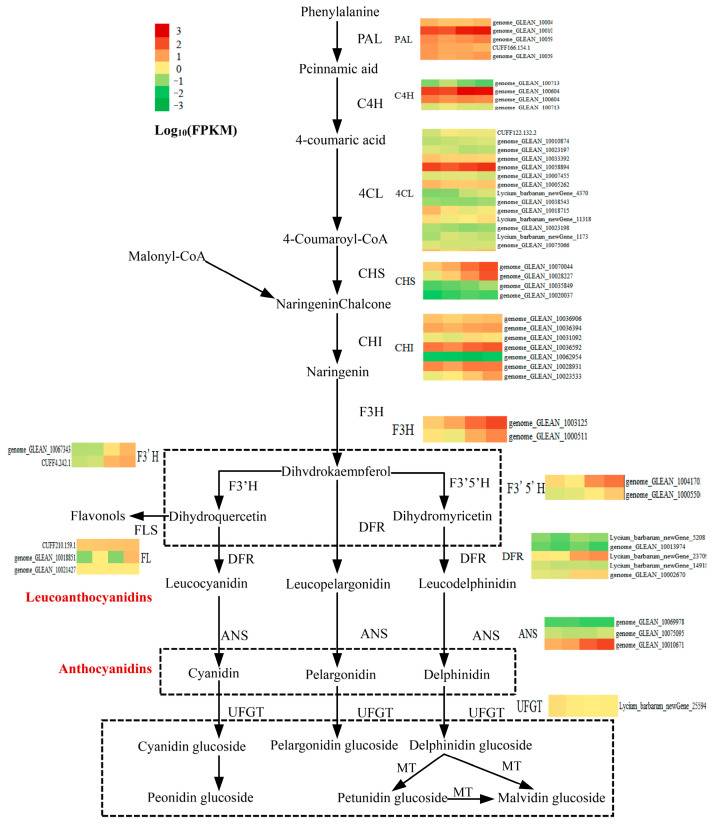 Phenylalanine
PAL
PAL
genome_GLEAN_10004
genome_GLEAN_10010
genome_GLEAN_10059
CUFF166.154.1
genome_GLEAN_10059
3
2
1
0
−1
−2
−3
Log10(FPKM)
Pcinnamic aid
C4H
C4H
genome_GLEAN_100713
genome_GLEAN_100604
genome_GLEAN_100604
genome_GLEAN_100713
4-coumaric acid
4CL
4CL
CUFF122.132.2
genome_GLEAN_10010874
genome_GLEAN_10023197
genome_GLEAN_10033392
genome_GLEAN_10058894
genome_GLEAN_10007455
genome_GLEAN_10005262
Lycium_barbarum_newGene_4370
genome_GLEAN_10038543
genome_GLEAN_10018715
Lycium_barbarum_newGene_11318
genome_GLEAN_10023198
Lycium_barbarum_newGene_1173
genome_GLEAN_10075066
4-Coumaroyl-CoA
Malonyl-CoA
CHS
CHS
genome_GLEAN_10070044
genome_GLEAN_10028227
genome_GLEAN_10035849
genome_GLEAN_10020037
NaringeninChalcone
CHI
CHI
genome_GLEAN_10036906
genome_GLEAN_10036394
genome_GLEAN_10031092
genome_GLEAN_10036592
genome_GLEAN_10062954
genome_GLEAN_10028931
genome_GLEAN_10023533
Naringenin
F3H
F3H
genome_GLEAN_1003125
genome_GLEAN_1000511
genome_GLEAN_10067343
CUFF4.242.1
F3'H
Dihydrokaempferol
F3'H
F3'5'H
F3'5'H
genome_GLEAN_1004170
genome_GLEAN_1000550
Flavonols
FLS
Dihydroquercetin
DFR
Dihydromyricetin
CUFF210.159.1
genome_GLEAN_10018851
genome_GLEAN_10021427
FL
DFR
DFR
DFR
Lycium_barbarum_newGene_5208
genome_GLEAN_10013974
Lycium_barbarum_newGene_2370
Lycium_barbarum_newGene_1491
genome_GLEAN_10002670
Leucoanthocyanidins
Leucocyanidin
Leucopelargonidin
Leucodelphinidin
ANS
ANS
ANS
ANS
genome_GLEAN_10069978
genome_GLEAN_10075095
genome_GLEAN_10010671
Anthocyanidins
Cyanidin
Pelargonidin
Delphinidin
UFGT
UFGT
UFGT
UFGT
Lycium_barbarum_newGene_25594
Cyanidin glucoside
Pelargonidin glucoside
Delphinidin glucoside
MT
MT
Peonidin glucoside
Petunidin glucoside
MT
Malvidin glucoside